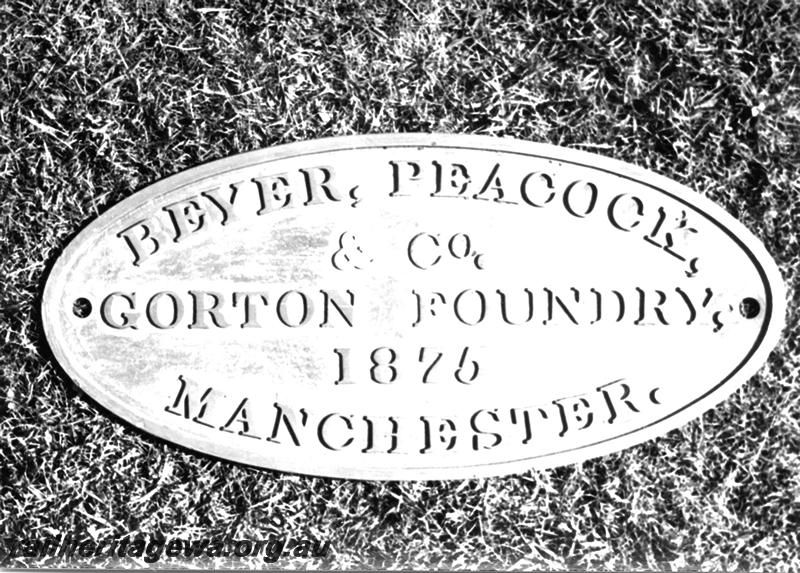 BEYER, PEACOCK,
& Co.
GORTON FOUNDRY,
1875
MANCHESTER.
railheritagewa.org.au